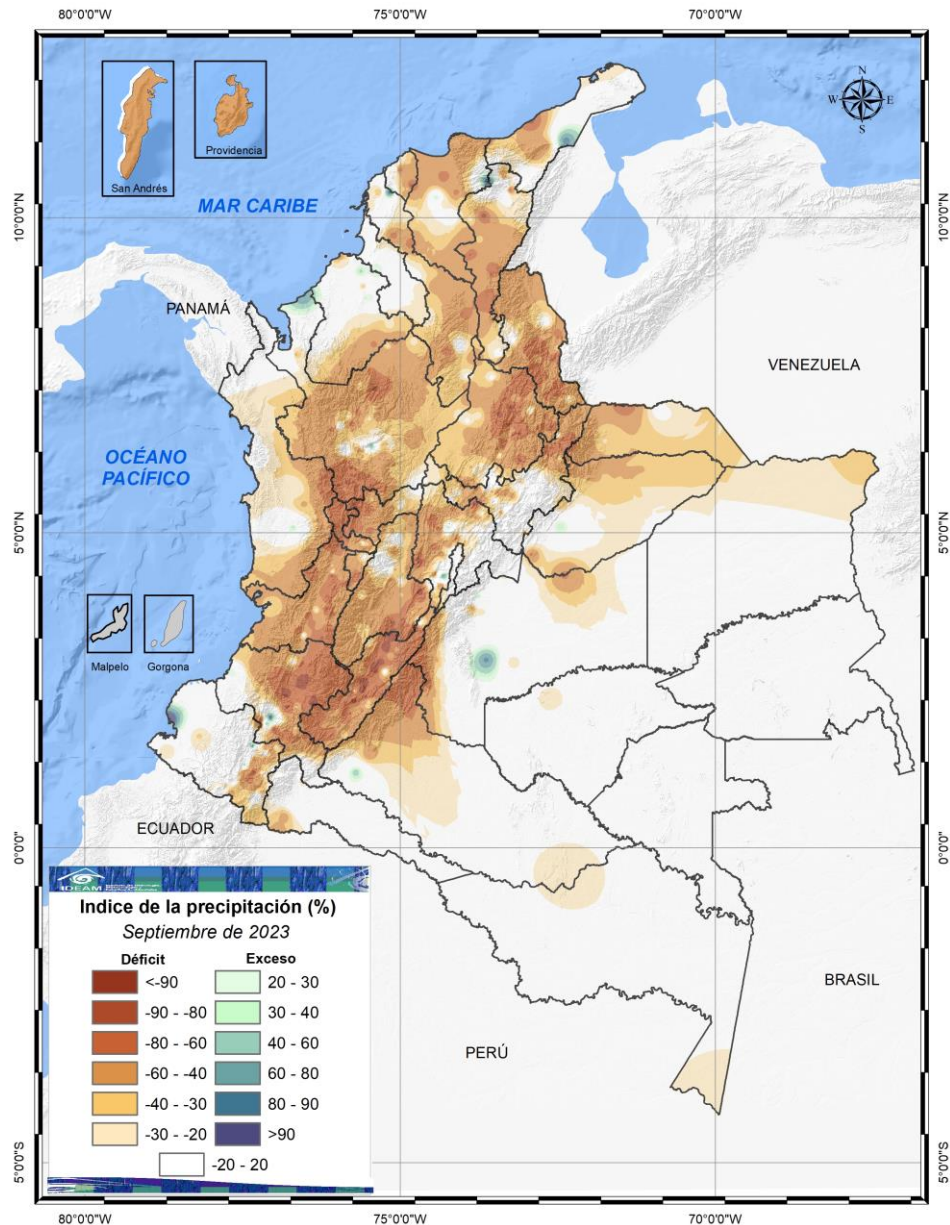 80°0'0"W 75°0'0"W 70°0'0"W
N
W E
S
San Andrés
Providencia
MAR CARIBE
10°0'0"N 10°0'0"N
PANAMÁ
VENEZUELA
OCÉANO
PACÍFICO
5°0'0"N 5°0'0"N
Malpelo Gorgona
ECUADOR
0°0'0" 0°0'0"
IDEAM
Indice de la precipitación (%)
Septiembre de 2023
Déficit Exceso
<-90 20 - 30
-90 - -80 30 - 40
-80 - -60 40 - 60
-60 - -40 60 - 80
-40 - -30 80 - 90
-30 - -20 >90
-20 - 20
BRASIL
PERÚ
5°0'0"S 5°0'0"S
80°0'0"W 75°0'0"W 70°0'0"W